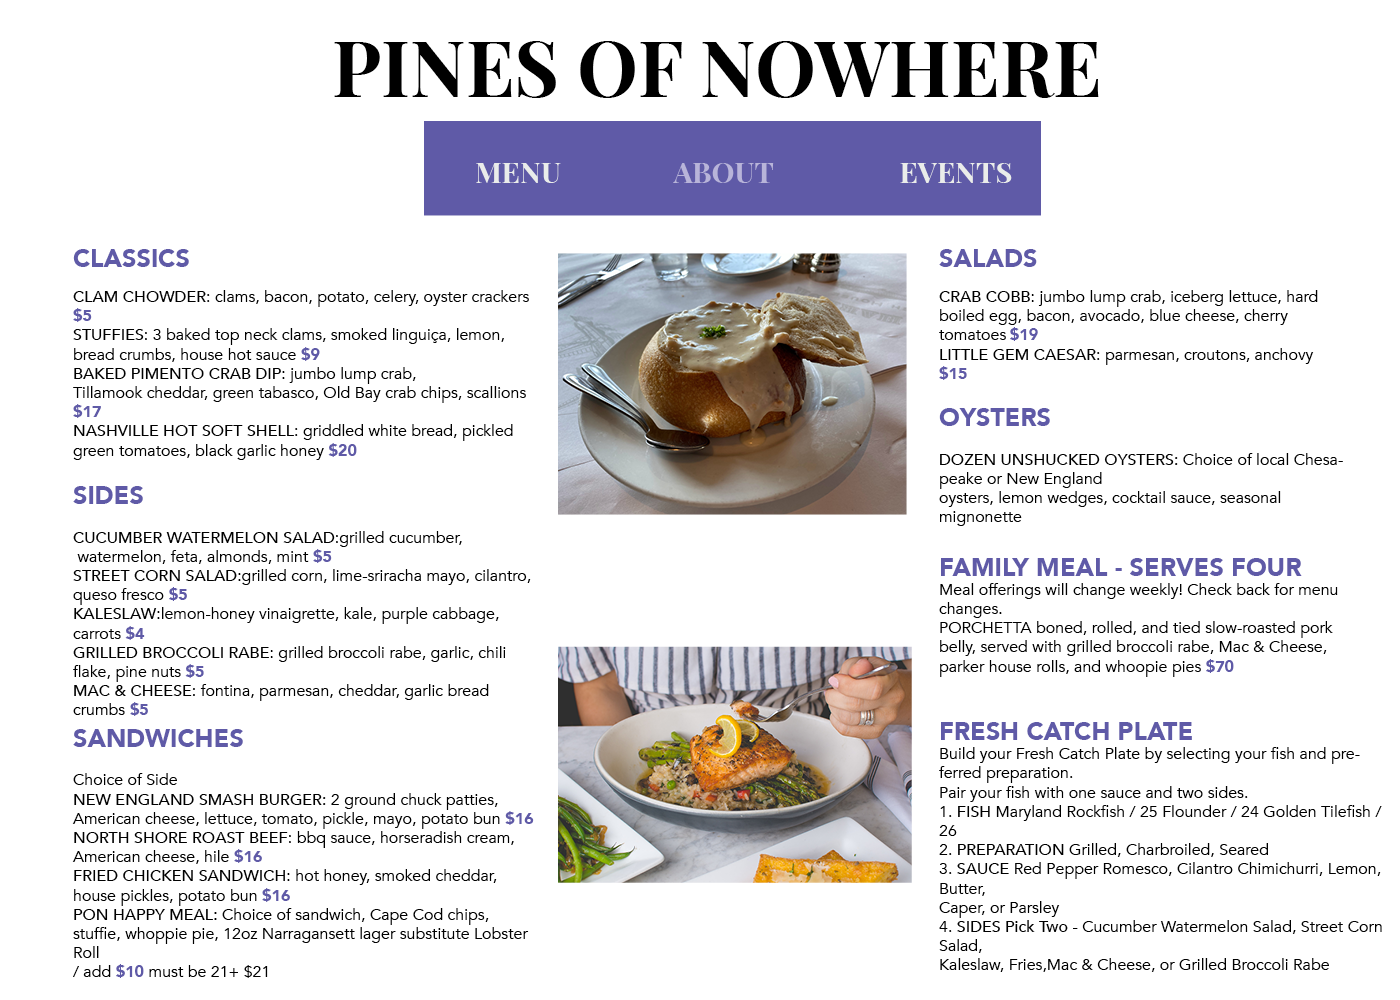 PINES OF NOWHERE
MENU ABOUT EVENTS
CLASSICS
CLAM CHOWDER: clams, bacon, potato, celery, oyster crackers
$5
STUFFIES: 3 baked top neck clams, smoked linguiça, lemon,
bread crumbs, house hot sauce $9
BAKED PIMENTO CRAB DIP: jumbo lump crab,
Tillamook cheddar, green tabasco, Old Bay crab chips, scallions
$17
NASHVILLE HOT SOFT SHELL: griddled white bread, pickled
green tomatoes, black garlic honey $20
SIDES
CUCUMBER WATERMELON SALAD:grilled cucumber,
watermelon, feta, almonds, mint $5
STREET CORN SALAD:grilled corn, lime-sriracha mayo, cilantro,
queso fresco $5
KALESLAW:lemon-honey vinaigrette, kale, purple cabbage,
carrots $4
GRILLED BROCCOLI RABE: grilled broccoli rabe, garlic, chili
flake, pine nuts $5
MAC & CHEESE: fontina, parmesan, cheddar, garlic bread
crumbs $5
SANDWICHES
Choice of Side
NEW ENGLAND SMASH BURGER: 2 ground chuck patties,
American cheese, lettuce, tomato, pickle, mayo, potato bun $16
NORTH SHORE ROAST BEEF: bbq sauce, horseradish cream,
American cheese, hile $16
FRIED CHICKEN SANDWICH: hot honey, smoked cheddar,
house pickles, potato bun $16
PON HAPPY MEAL: Choice of sandwich, Cape Cod chips,
stuffie, whoppie pie, 12oz Narragansett lager substitute Lobster
Roll
/ add $10 must be 21+ $21
SALADS
CRAB COBB: jumbo lump crab, iceberg lettuce, hard
boiled egg, bacon, avocado, blue cheese, cherry
tomatoes $19
LITTLE GEM CAESAR: parmesan, croutons, anchovy
$15
OYSTERS
DOZEN UNSHUCKED OYSTERS: Choice of local Chesa-
peake or New England
oysters, lemon wedges, cocktail sauce, seasonal
mignonette
FAMILY MEAL - SERVES FOUR
Meal offerings will change weekly! Check back for menu
changes.
PORCHETTA boned, rolled, and tied slow-roasted pork
belly, served with grilled broccoli rabe, Mac & Cheese,
parker house rolls, and whoopie pies $70
FRESH CATCH PLATE
Build your Fresh Catch Plate by selecting your fish and pre-
ferred preparation.
Pair your fish with one sauce and two sides.
1. FISH Maryland Rockfish / 25 Flounder / 24 Golden Tilefish /
26
2. PREPARATION Grilled, Charbroiled, Seared
3. SAUCE Red Pepper Romesco, Cilantro Chimichurri, Lemon,
Butter,
Caper, or Parsley
4. SIDES Pick Two - Cucumber Watermelon Salad, Street Corn
Salad,
Kaleslaw, Fries,Mac & Cheese, or Grilled Broccoli Rabe